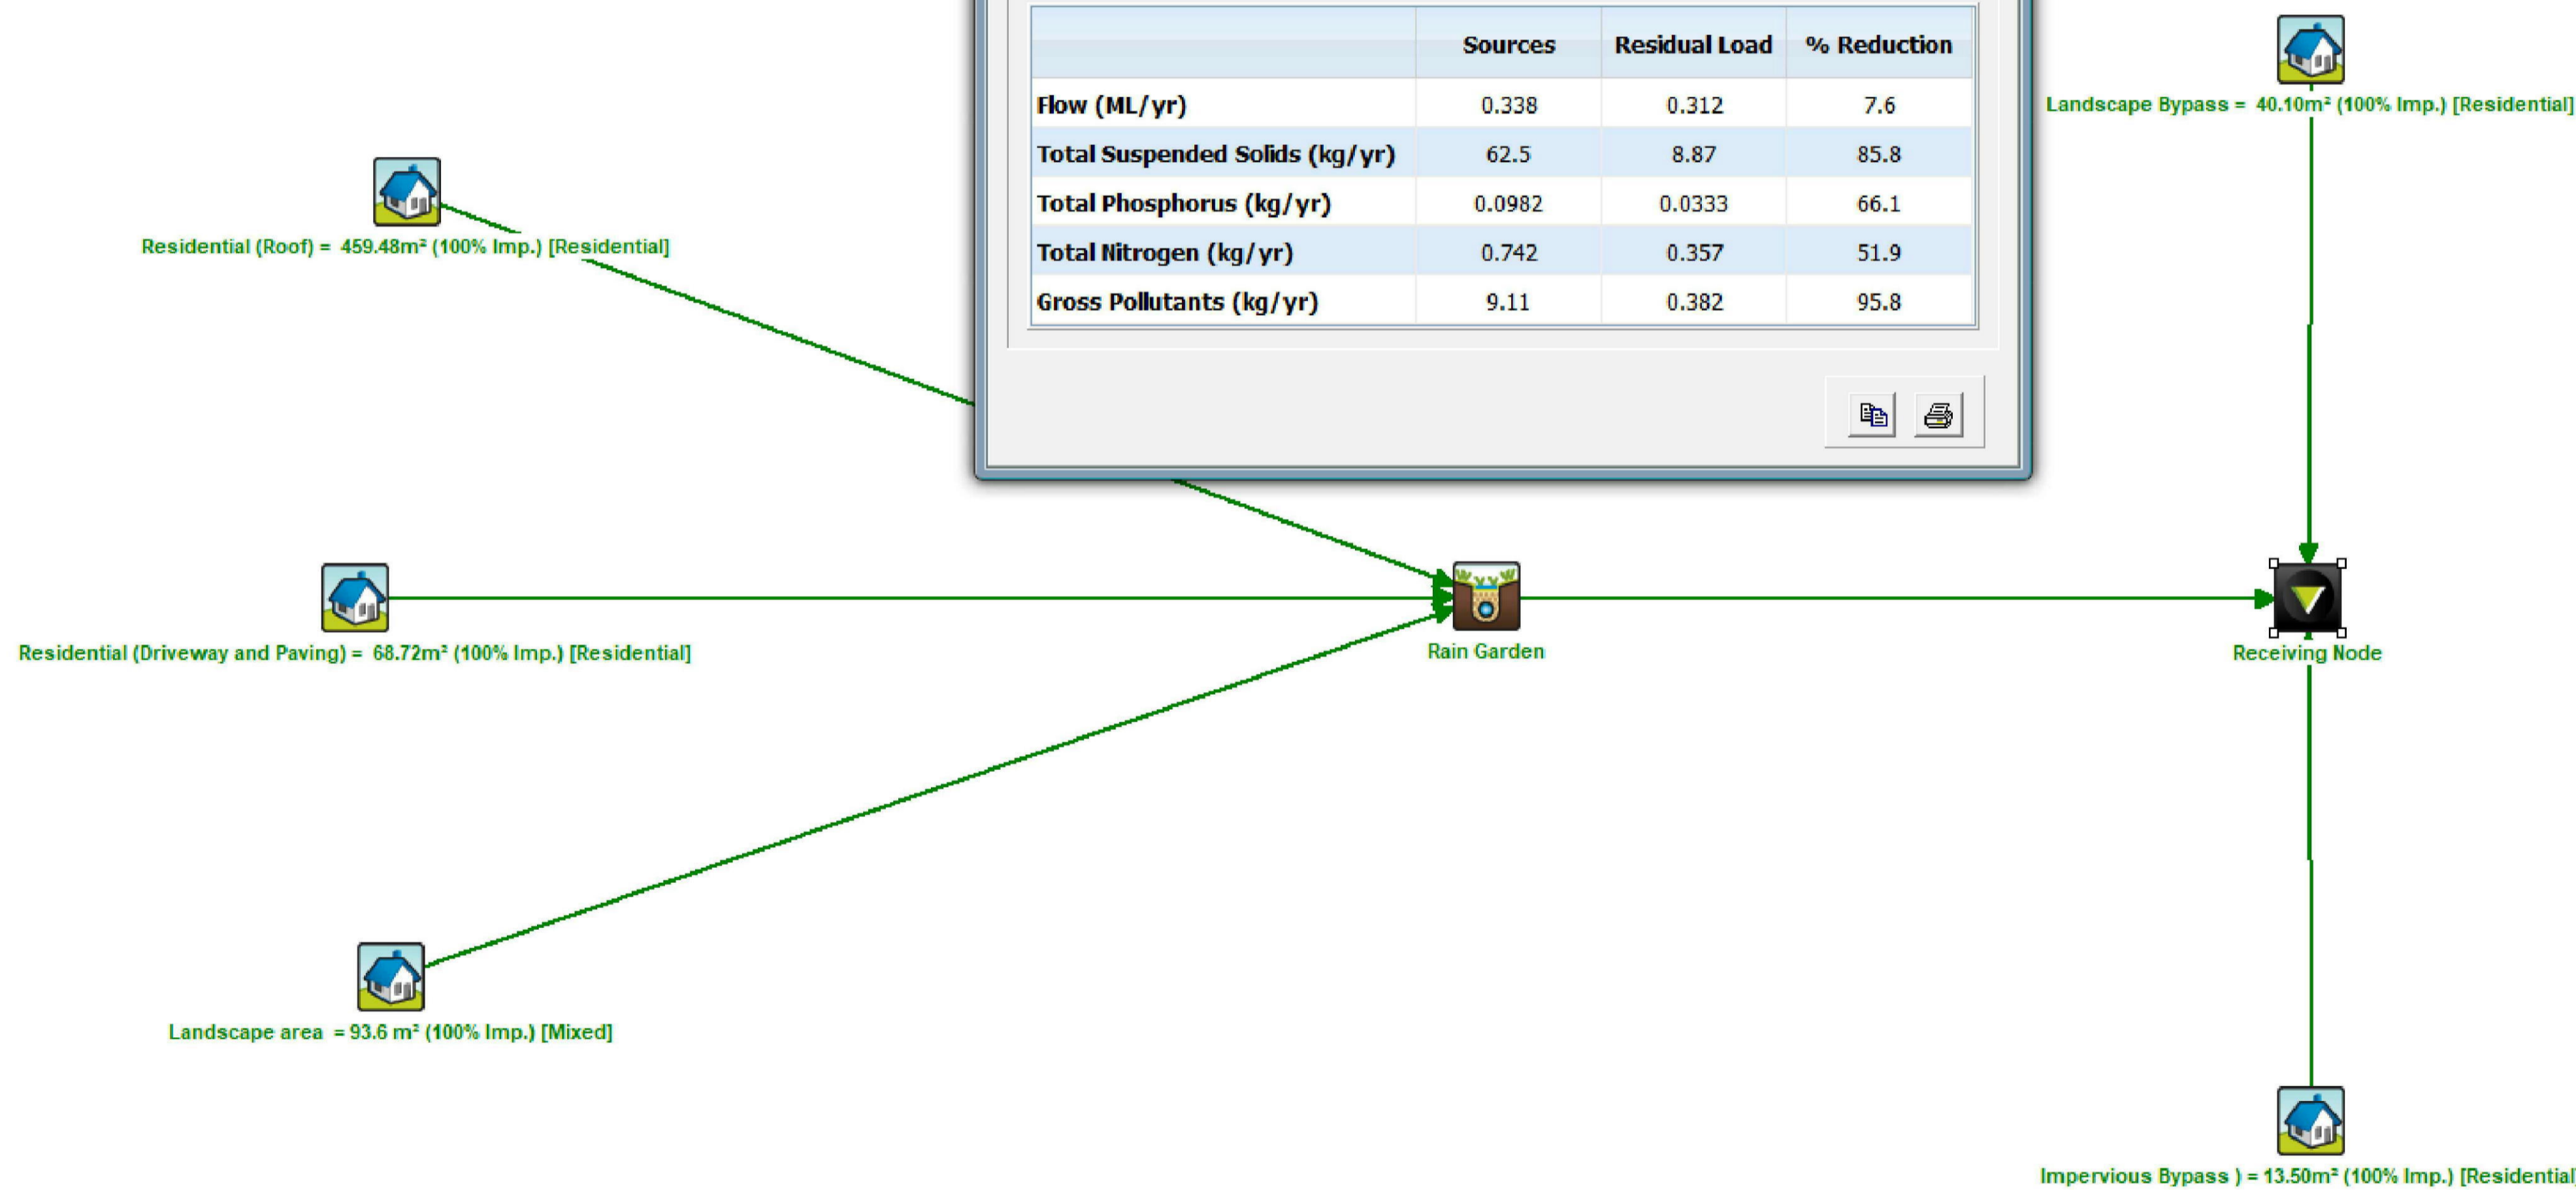 Sources Residual Load % Reduction
Flow (ML/yr) 0.338 0.312 7.6
Total Suspended Solids (kg/yr) 62.5 8.87 85.8
Total Phosphorus (kg/yr) 0.0982 0.0333 66.1
Total Nitrogen (kg/yr) 0.742 0.357 51.9
Gross Pollutants (kg/yr) 9.11 0.382 95.8
Landscape Bypass = 40.10m² (100% Imp.) [Residential]
Residential (Roof) = 459.48m² (100% Imp.) [Residential]
Residential (Driveway and Paving) = 68.72m² (100% Imp.) [Residential]
Rain Garden
Receiving Node
Landscape area = 93.6 m² (100% Imp.) [Mixed]
Impervious Bypass ) = 13.50m² (100% Imp.) [Residential